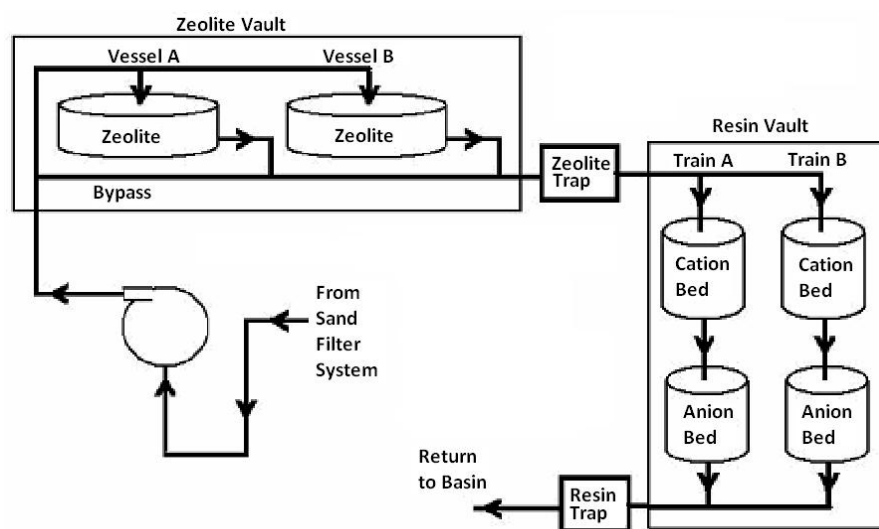 Zeolite Vault
Vessel A
Vessel B
Zeolite
Zeolite
Bypass
Zeolite
Trap
Resin Vault
Train A
Train B
Cation
Bed
Cation
Bed
Anion
Bed
Anion
Bed
From
Sand
Filter
System
Return
to Basin
Resin
Trap